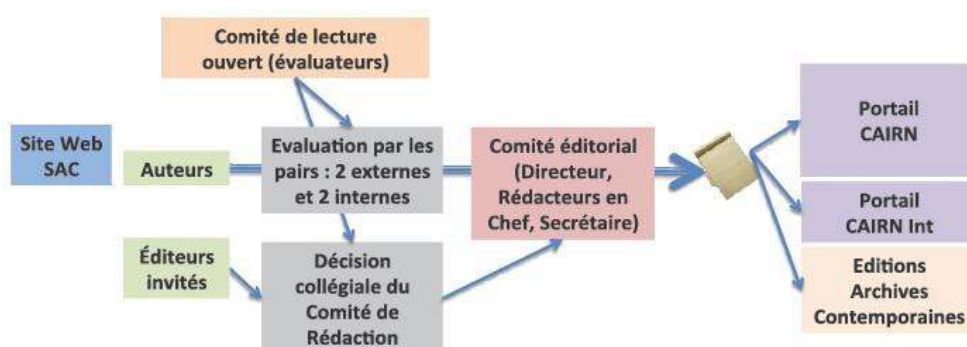 Comité de lecture
ouvert (évaluateurs)
Site Web
SAC
Auteurs
Evaluation par les
pairs : 2 externes
et 2 internes
Comité éditorial
(Directeur,
Rédacteurs en
Chef, Secrétaire)
Portail
CAIRN
Portail
CAIRN Int
Éditeurs
invités
Décision
collégiale du
Comité de
Rédaction
Editions
Archives
Contemporaines